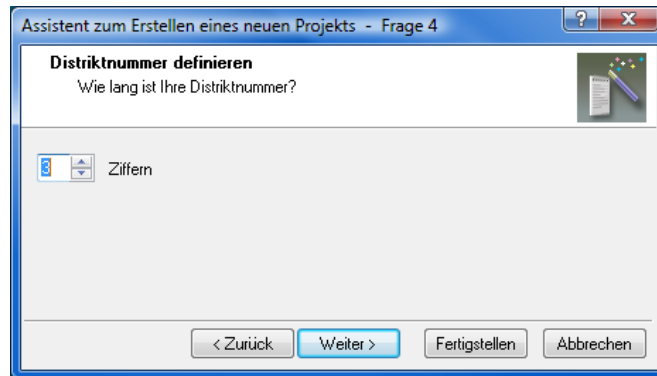 Assistent zum Erstellen eines neuen Projekts - Frage 4
? X
Distriktnummer definieren
Wie lang ist Ihre Distriktnummer?
3 Ziffern
< Zurück Weiter > Fertigstellen Abbrechen